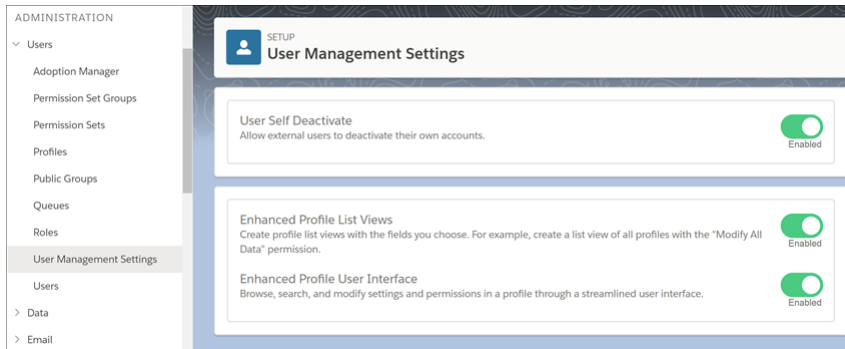 ADMINISTRATION
Users
Adoption Manager
Permission Set Groups
Permission Sets
Profiles
Public Groups
Queues
Roles
User Management Settings
Users
Data
Email
SETUP
User Management Settings
User Self Deactivate
Allow external users to deactivate their own accounts.
Enabled
Enhanced Profile List Views
Create profile list views with the fields you choose. For example, create a list view of all profiles with the "Modify All
Data" permission.
Enabled
Enhanced Profile User Interface
Browse, search, and modify settings and permissions in a profile through a streamlined user interface.
Enabled